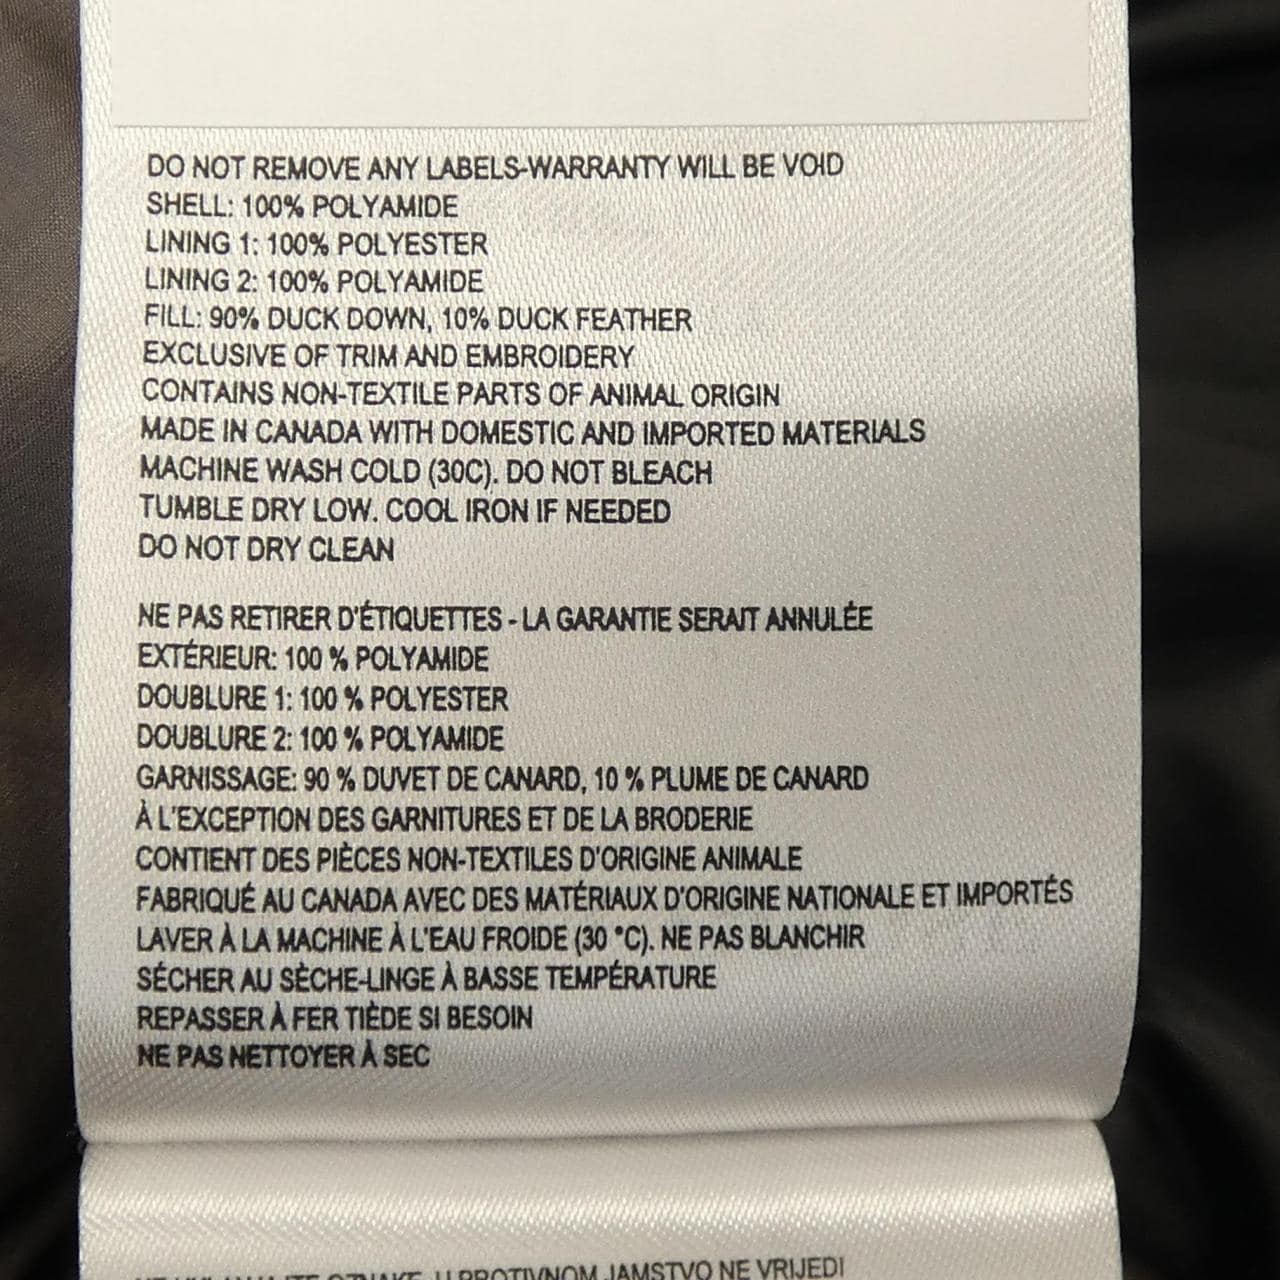 DO NOT REMOVE ANY LABELS-WARRANTY WILL BE VOID
SHELL: 100% POLYAMIDE
LINING 1: 100% POLYESTER
LINING 2: 100% POLYAMIDE
FILL: 90% DUCK DOWN, 10% DUCK FEATHER
EXCLUSIVE OF TRIM AND EMBROIDERY
CONTAINS NON-TEXTILE PARTS OF ANIMAL ORIGIN
MADE IN CANADA WITH DOMESTIC AND IMPORTED MATERIALS
MACHINE WASH COLD (30C). DO NOT BLEACH
TUMBLE DRY LOW. COOL IRON IF NEEDED
DO NOT DRY CLEAN
NE PAS RETIRER D'ÉTIQUETTES - LA GARANTIE SERAIT ANNULÉE
EXTÉRIEUR: 100 % POLYAMIDE
DOUBLURE 1: 100 % POLYESTER
DOUBLURE 2: 100 % POLYAMIDE
GARNISSAGE: 90 % DUVET DE CANARD, 10 % PLUME DE CANARD
À L'EXCEPTION DES GARNITURES ET DE LA BRODERIE
CONTIENT DES PIÈCES NON-TEXTILES D'ORIGINE ANIMALE
FABRIQUÉ AU CANADA AVEC DES MATÉRIAUX D'ORIGINE NATIONALE ET IMPORTÉS
LAVER À LA MACHINE À L'EAU FROIDE (30 °C). NE PAS BLANCHIR
SÉCHER AU SÈCHE-LINGE À BASSE TEMPÉRATURE
REPASSER À FER TIÈDE SI BESOIN
NE PAS NETTOYER À SEC
U PROTIVNOM JAMSTVO NE VRIJEDI